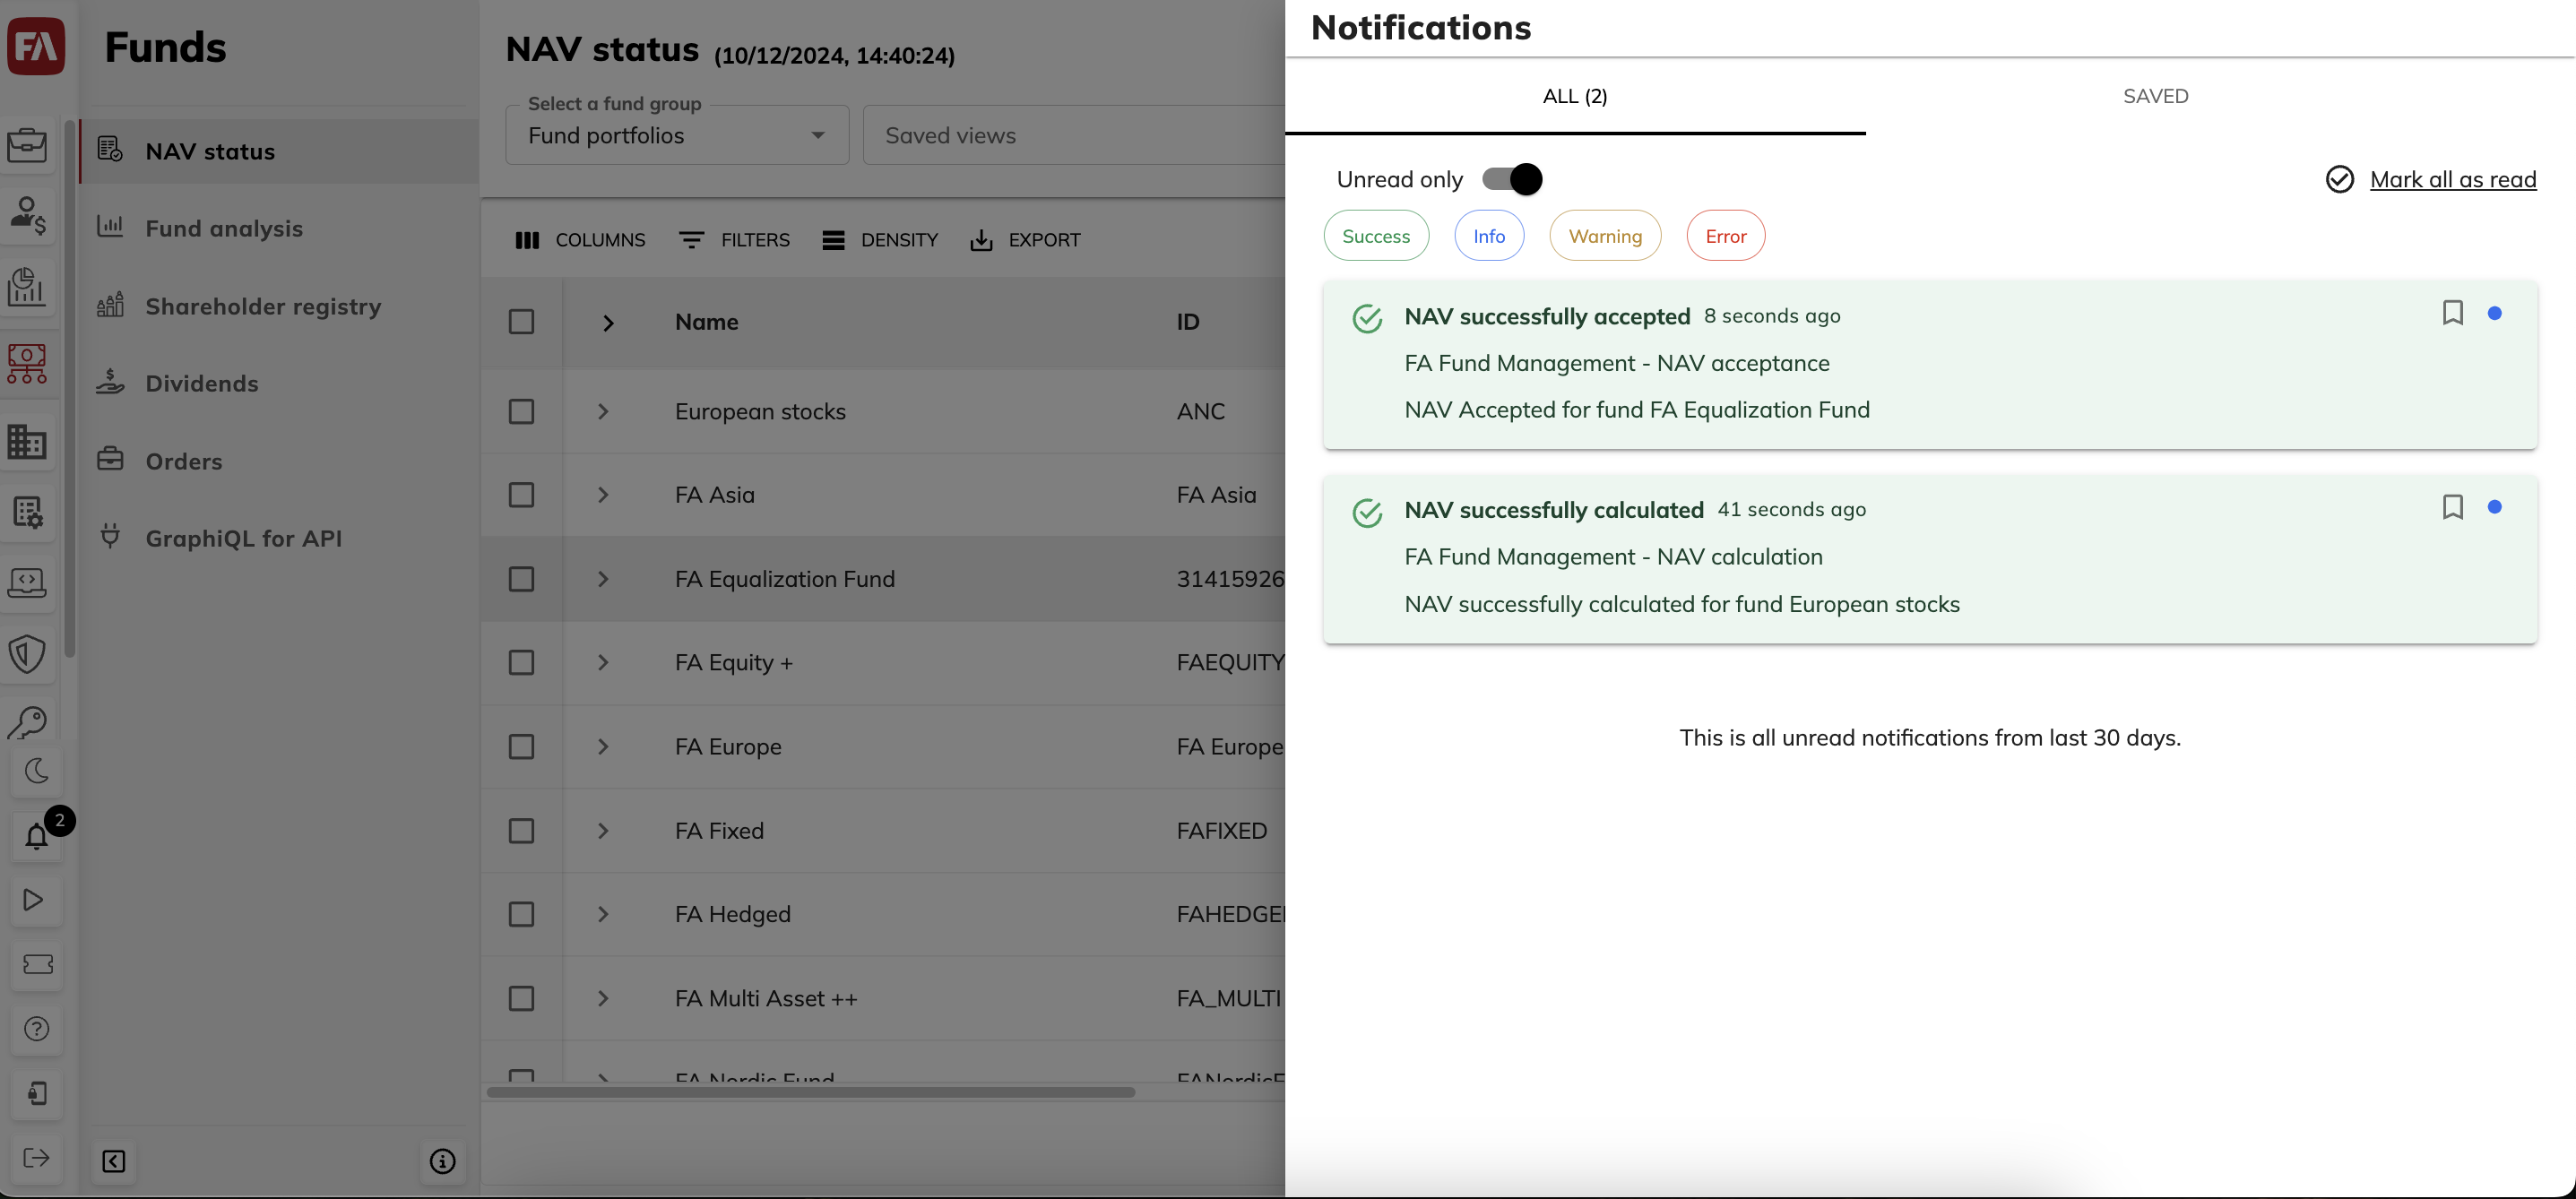 FA
Funds
NAV status
Fund analysis
Shareholder registry
Dividends
Orders
GraphiQL for API
2
NAV status (10/12/2024, 14:40:24)
Select a fund group
Fund portfolios
Saved views
COLUMNS FILTERS DENSITY EXPORT
Name ID
European stocks ANC
FA Asia FA Asia
FA Equalization Fund 31415926
FA Equity + FAEQUITY
FA Europe FA Europe
FA Fixed FAFIXED
FA Hedged FAHEDGE
FA Multi Asset ++ FA_MULTI
FA Nordic Fund FANordicF
Notifications
ALL (2) SAVED
Unread only Mark all as read
Success Info Warning Error
NAV successfully accepted 8 seconds ago
FA Fund Management - NAV acceptance
NAV Accepted for fund FA Equalization Fund
NAV successfully calculated 41 seconds ago
FA Fund Management - NAV calculation
NAV successfully calculated for fund European stocks
This is all unread notifications from last 30 days.